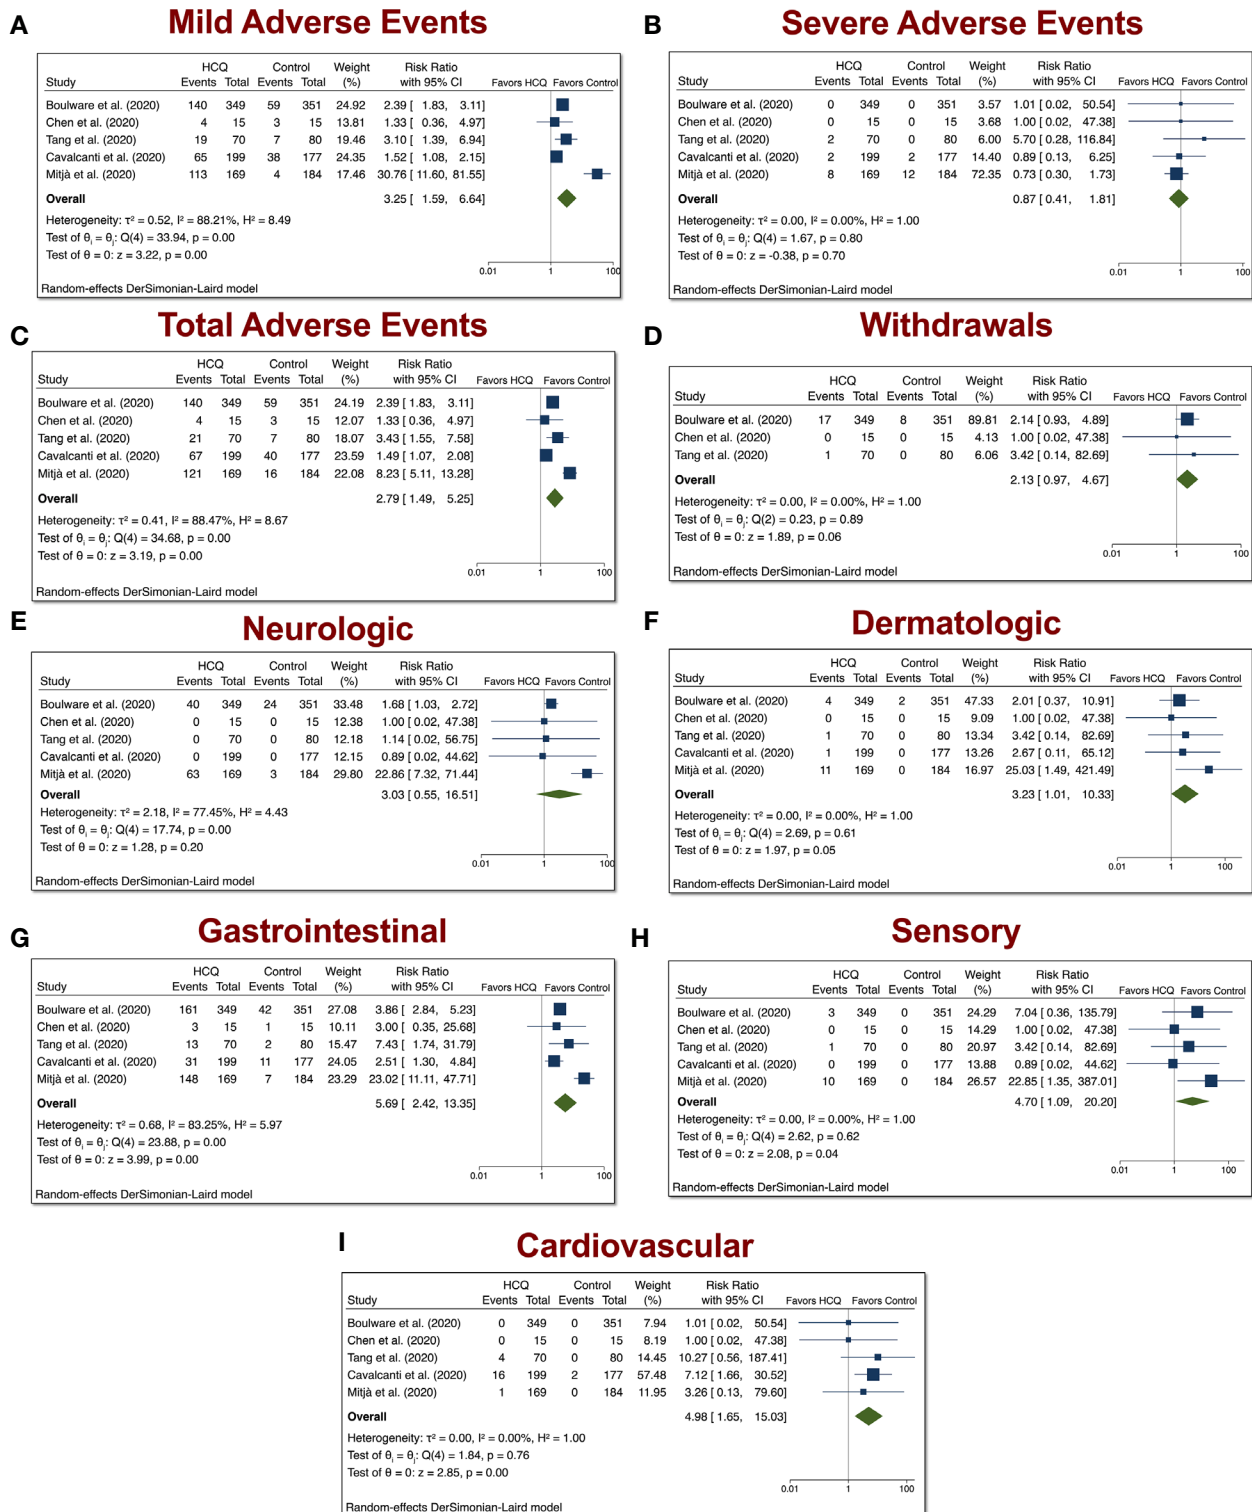 A
Mild Adverse Events
HCQ Control Weight Risk Ratio
Study Events Total Events Total (%) with 95% CI Favors HCQ Favors Control
Boulware et al. (2020) 140 349 59 351 24.92 2.39 [ 1.83, 3.11]
Chen et al. (2020) 4 15 3 15 13.81 1.33 [ 0.36, 4.97]
Tang et al. (2020) 19 70 7 80 19.46 3.10 [ 1.39, 6.94]
Cavalcanti et al. (2020) 65 199 38 177 24.35 1.52 [ 1.08, 2.15]
Mitjà et al. (2020) 113 169 4 184 17.46 30.76 [ 11.60, 81.55]
Overall 3.25 [ 1.59, 6.64]
Heterogeneity: τ² = 0.52, I² = 88.21%, H² = 8.49
Test of θi = θj: Q(4) = 33.94, p = 0.00
Test of θ = 0: z = 3.22, p = 0.00
0.01 1 100
Random-effects DerSimonian-Laird model
B
Severe Adverse Events
HCQ Control Weight Risk Ratio
Study Events Total Events Total (%) with 95% CI Favors HCQ Favors Control
Boulware et al. (2020) 0 349 0 351 3.57 1.01 [ 0.02, 50.54]
Chen et al. (2020) 0 15 0 15 3.68 1.00 [ 0.02, 47.38]
Tang et al. (2020) 2 70 0 80 6.00 5.70 [ 0.28, 116.84]
Cavalcanti et al. (2020) 2 199 2 177 14.40 0.89 [ 0.13, 6.25]
Mitjà et al. (2020) 8 169 12 184 72.35 0.73 [ 0.30, 1.73]
Overall 0.87 [ 0.41, 1.81]
Heterogeneity: τ² = 0.00, I² = 0.00%, H² = 1.00
Test of θi = θj: Q(4) = 1.67, p = 0.80
Test of θ = 0: z = -0.38, p = 0.70
0.01 1 100
Random-effects DerSimonian-Laird model
C
Total Adverse Events
HCQ Control Weight Risk Ratio
Study Events Total Events Total (%) with 95% CI Favors HCQ Favors Control
Boulware et al. (2020) 140 349 59 351 24.19 2.39 [ 1.83, 3.11]
Chen et al. (2020) 4 15 3 15 12.07 1.33 [ 0.36, 4.97]
Tang et al. (2020) 21 70 7 80 18.07 3.43 [ 1.55, 7.58]
Cavalcanti et al. (2020) 67 199 40 177 23.59 1.49 [ 1.07, 2.08]
Mitjà et al. (2020) 121 169 16 184 22.08 8.23 [ 5.11, 13.28]
Overall 2.79 [ 1.49, 5.25]
Heterogeneity: τ² = 0.41, I² = 88.47%, H² = 8.67
Test of θi = θj: Q(4) = 34.68, p = 0.00
Test of θ = 0: z = 3.19, p = 0.00
0.01 1 100
Random-effects DerSimonian-Laird model
D
Withdrawals
HCQ Control Weight Risk Ratio
Study Events Total Events Total (%) with 95% CI Favors HCQ Favors Control
Boulware et al. (2020) 17 349 8 351 89.81 2.14 [ 0.93, 4.89]
Chen et al. (2020) 0 15 0 15 4.13 1.00 [ 0.02, 47.38]
Tang et al. (2020) 1 70 0 80 6.06 3.42 [ 0.14, 82.69]
Overall 2.13 [ 0.97, 4.67]
Heterogeneity: τ² = 0.00, I² = 0.00%, H² = 1.00
Test of θi = θj: Q(2) = 0.23, p = 0.89
Test of θ = 0: z = 1.89, p = 0.06
0.01 1 100
Random-effects DerSimonian-Laird model
E
Neurologic
HCQ Control Weight Risk Ratio
Study Events Total Events Total (%) with 95% CI Favors HCQ Favors Control
Boulware et al. (2020) 40 349 24 351 33.48 1.68 [ 1.03, 2.72]
Chen et al. (2020) 0 15 0 15 12.38 1.00 [ 0.02, 47.38]
Tang et al. (2020) 0 70 0 80 12.18 1.14 [ 0.02, 56.75]
Cavalcanti et al. (2020) 0 199 0 177 12.15 0.89 [ 0.02, 44.62]
Mitjà et al. (2020) 63 169 3 184 29.80 22.86 [ 7.32, 71.44]
Overall 3.03 [ 0.55, 16.51]
Heterogeneity: τ² = 2.18, I² = 77.45%, H² = 4.43
Test of θi = θj: Q(4) = 17.74, p = 0.00
Test of θ = 0: z = 1.28, p = 0.20
0.01 1 100
Random-effects DerSimonian-Laird model
F
Dermatologic
HCQ Control Weight Risk Ratio
Study Events Total Events Total (%) with 95% CI Favors HCQ Favors Control
Boulware et al. (2020) 4 349 2 351 47.33 2.01 [ 0.37, 10.91]
Chen et al. (2020) 0 15 0 15 9.09 1.00 [ 0.02, 47.38]
Tang et al. (2020) 1 70 0 80 13.34 3.42 [ 0.14, 82.69]
Cavalcanti et al. (2020) 1 199 0 177 13.26 2.67 [ 0.11, 65.12]
Mitjà et al. (2020) 11 169 0 184 16.97 25.03 [ 1.49, 421.49]
Overall 3.23 [ 1.01, 10.33]
Heterogeneity: τ² = 0.00, I² = 0.00%, H² = 1.00
Test of θi = θj: Q(4) = 2.69, p = 0.61
Test of θ = 0: z = 1.97, p = 0.05
0.01 1 100
Random-effects DerSimonian-Laird model
G
Gastrointestinal
HCQ Control Weight Risk Ratio
Study Events Total Events Total (%) with 95% CI Favors HCQ Favors Control
Boulware et al. (2020) 161 349 42 351 27.08 3.86 [ 2.84, 5.23]
Chen et al. (2020) 3 15 1 15 10.11 3.00 [ 0.35, 25.68]
Tang et al. (2020) 13 70 2 80 15.47 7.43 [ 1.74, 31.79]
Cavalcanti et al. (2020) 31 199 11 177 24.05 2.51 [ 1.30, 4.84]
Mitjà et al. (2020) 148 169 7 184 23.29 23.02 [ 11.11, 47.71]
Overall 5.69 [ 2.42, 13.35]
Heterogeneity: τ² = 0.68, I² = 83.25%, H² = 5.97
Test of θi = θj: Q(4) = 23.88, p = 0.00
Test of θ = 0: z = 3.99, p = 0.00
0.01 1 100
Random-effects DerSimonian-Laird model
H
Sensory
HCQ Control Weight Risk Ratio
Study Events Total Events Total (%) with 95% CI Favors HCQ Favors Control
Boulware et al. (2020) 3 349 0 351 24.29 7.04 [ 0.36, 135.79]
Chen et al. (2020) 0 15 0 15 14.29 1.00 [ 0.02, 47.38]
Tang et al. (2020) 1 70 0 80 20.97 3.42 [ 0.14, 82.69]
Cavalcanti et al. (2020) 0 199 0 177 13.88 0.89 [ 0.02, 44.62]
Mitjà et al. (2020) 10 169 0 184 26.57 22.85 [ 1.35, 387.01]
Overall 4.70 [ 1.09, 20.20]
Heterogeneity: τ² = 0.00, I² = 0.00%, H² = 1.00
Test of θi = θj: Q(4) = 2.62, p = 0.62
Test of θ = 0: z = 2.08, p = 0.04
0.01 1 100
Random-effects DerSimonian-Laird model
I
Cardiovascular
HCQ Control Weight Risk Ratio
Study Events Total Events Total (%) with 95% CI Favors HCQ Favors Control
Boulware et al. (2020) 0 349 0 351 7.94 1.01 [ 0.02, 50.54]
Chen et al. (2020) 0 15 0 15 8.19 1.00 [ 0.02, 47.38]
Tang et al. (2020) 4 70 0 80 14.45 10.27 [ 0.56, 187.41]
Cavalcanti et al. (2020) 16 199 2 177 57.48 7.12 [ 1.66, 30.52]
Mitjà et al. (2020) 1 169 0 184 11.95 3.26 [ 0.13, 79.60]
Overall 4.98 [ 1.65, 15.03]
Heterogeneity: τ² = 0.00, I² = 0.00%, H² = 1.00
Test of θi = θj: Q(4) = 1.84, p = 0.76
Test of θ = 0: z = 2.85, p = 0.00
0.01 1 100
Random-effects DerSimonian-Laird model